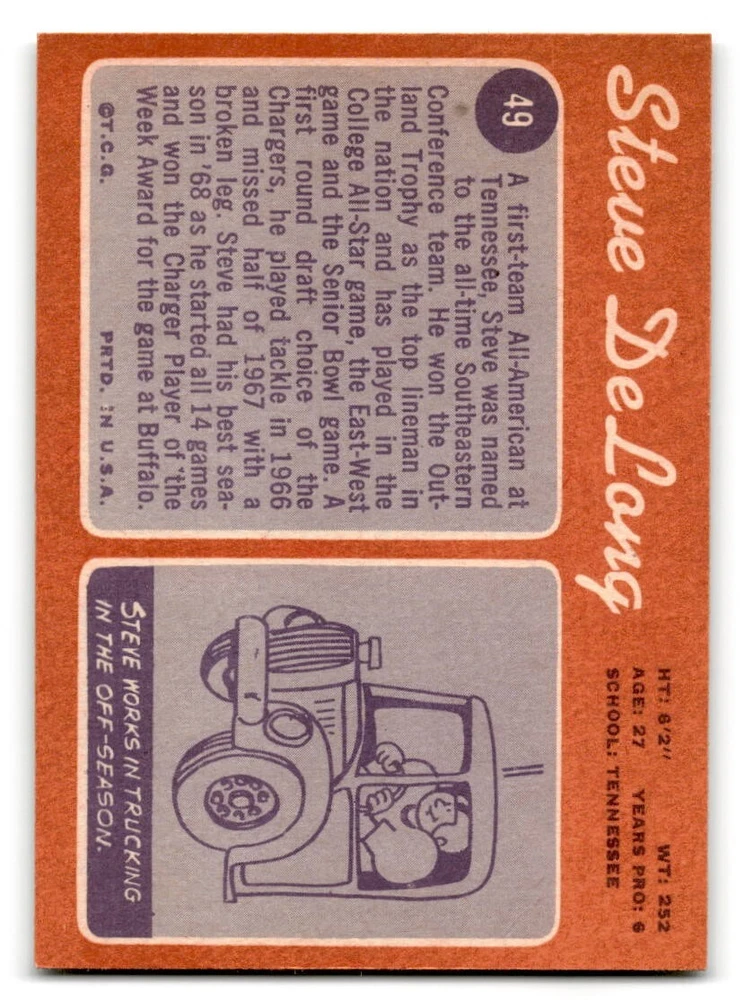 Steve DeLong
HT: 6'2" WT: 252
AGE: 27 YEARS PRO: 6
SCHOOL: TENNESSEE
49
A first-team All-American at
Tennessee, Steve was named
to the all-time Southeastern
Conference team. He won the Out-
land Trophy as the top lineman in
the nation and has played in the
College All-Star game, the East-West
game and the Senior Bowl game. A
first round draft choice of the
Chargers, he played tackle in 1966
and missed half of 1967 with a
broken leg. Steve had his best sea-
son in '68 as he started all 14 games
and won the Charger Player of the
Week Award for the game at Buffalo.
©T.C.G. PRTD. IN U.S.A.
STEVE WORKS IN TRUCKING
IN THE OFF-SEASON.